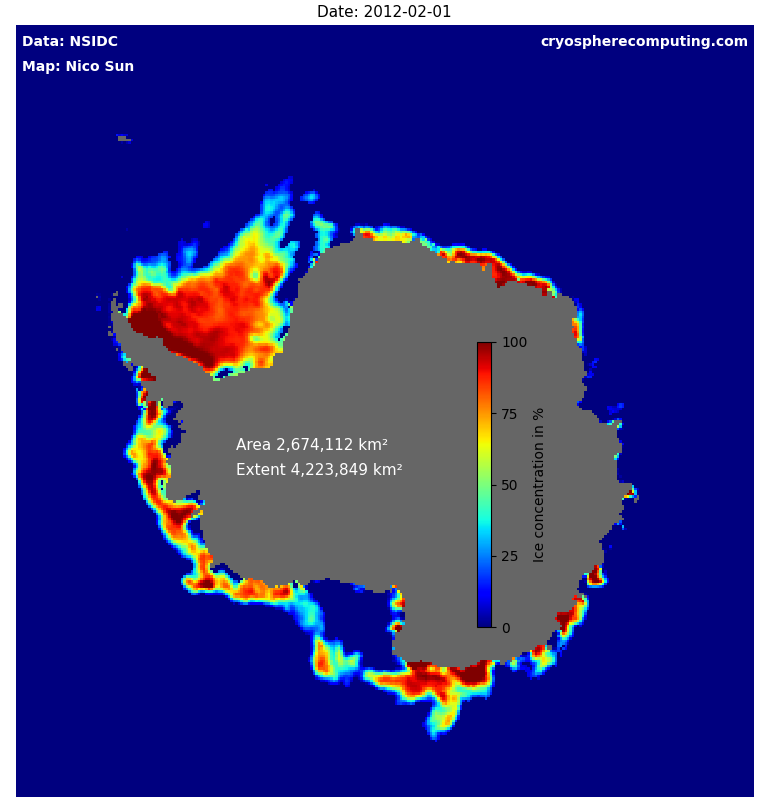 Date: 2012-02-01
Data: NSIDC
cryospherecomputing.com
Map: Nico Sun
100
75
50
25
0
Ice concentration in %
Area 2,674,112 km²
Extent 4,223,849 km²